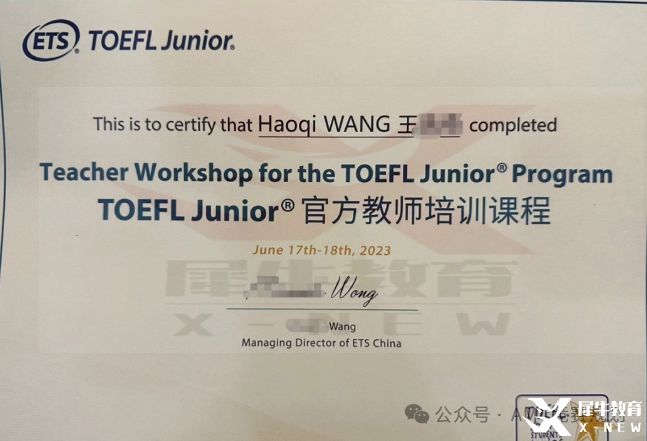 ETS® TOEFL Junior®
This is to certify that Haoqi WANG 王 completed
Teacher Workshop for the TOEFL Junior® Program
TOEFL Junior® 官方教师培训课程
June 17th-18th, 2023
Wong
Wang
Managing Director of ETS China
犀牛教育
X-NEW
公众号
犀牛教育
X-NEW